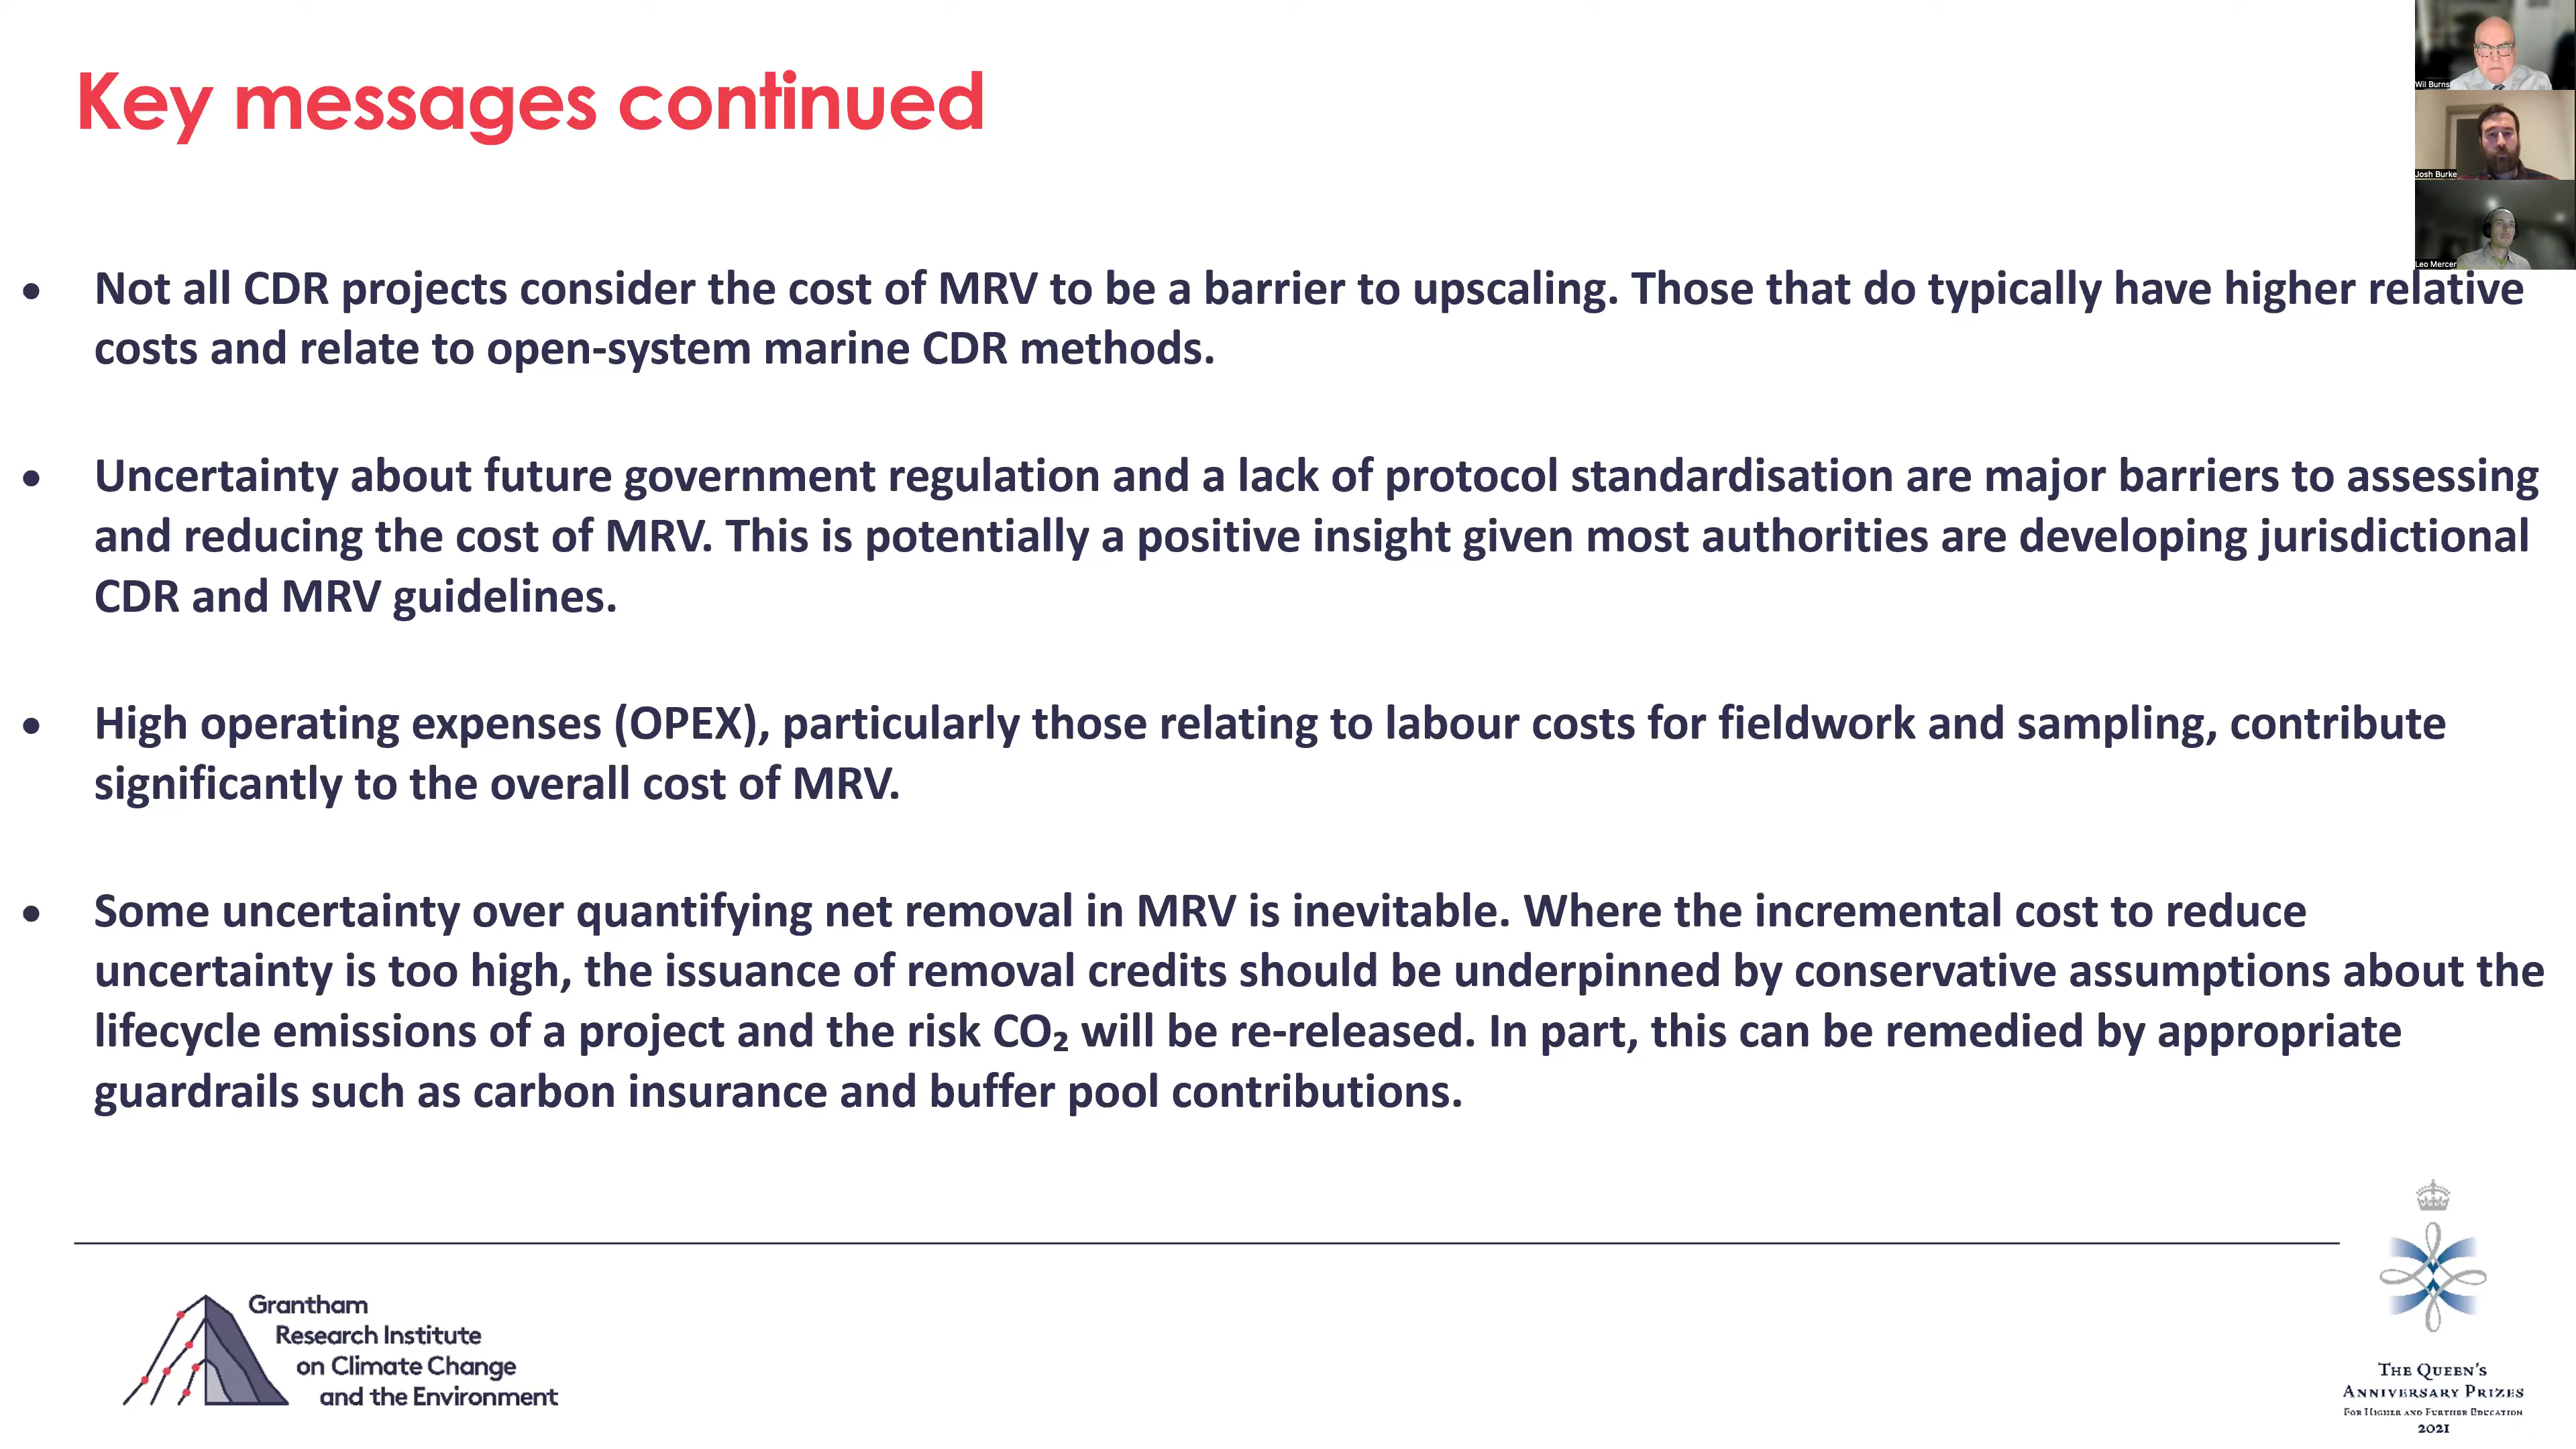 Key messages continued
Wil Burns
Josh Burke
Leo Mercer
• Not all CDR projects consider the cost of MRV to be a barrier to upscaling. Those that do typically have higher relative
costs and relate to open-system marine CDR methods.
• Uncertainty about future government regulation and a lack of protocol standardisation are major barriers to assessing
and reducing the cost of MRV. This is potentially a positive insight given most authorities are developing jurisdictional
CDR and MRV guidelines.
• High operating expenses (OPEX), particularly those relating to labour costs for fieldwork and sampling, contribute
significantly to the overall cost of MRV.
• Some uncertainty over quantifying net removal in MRV is inevitable. Where the incremental cost to reduce
uncertainty is too high, the issuance of removal credits should be underpinned by conservative assumptions about the
lifecycle emissions of a project and the risk CO₂ will be re-released. In part, this can be remedied by appropriate
guardrails such as carbon insurance and buffer pool contributions.
Grantham
Research Institute
on Climate Change
and the Environment
The Queen's
Anniversary Prizes
For Higher and Further Education
2021